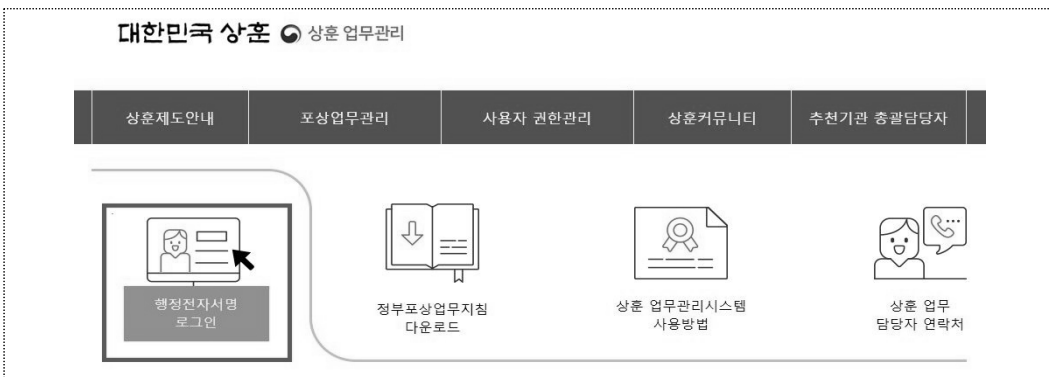 대한민국 상훈 상훈 업무관리
상훈제도안내 포상업무관리 사용자 권한관리 상훈커뮤니티 추천기관 총괄담당자
행정전자서명
로그인
정부포상업무지침
다운로드
상훈 업무관리시스템
사용방법
상훈 업무
담당자 연락처